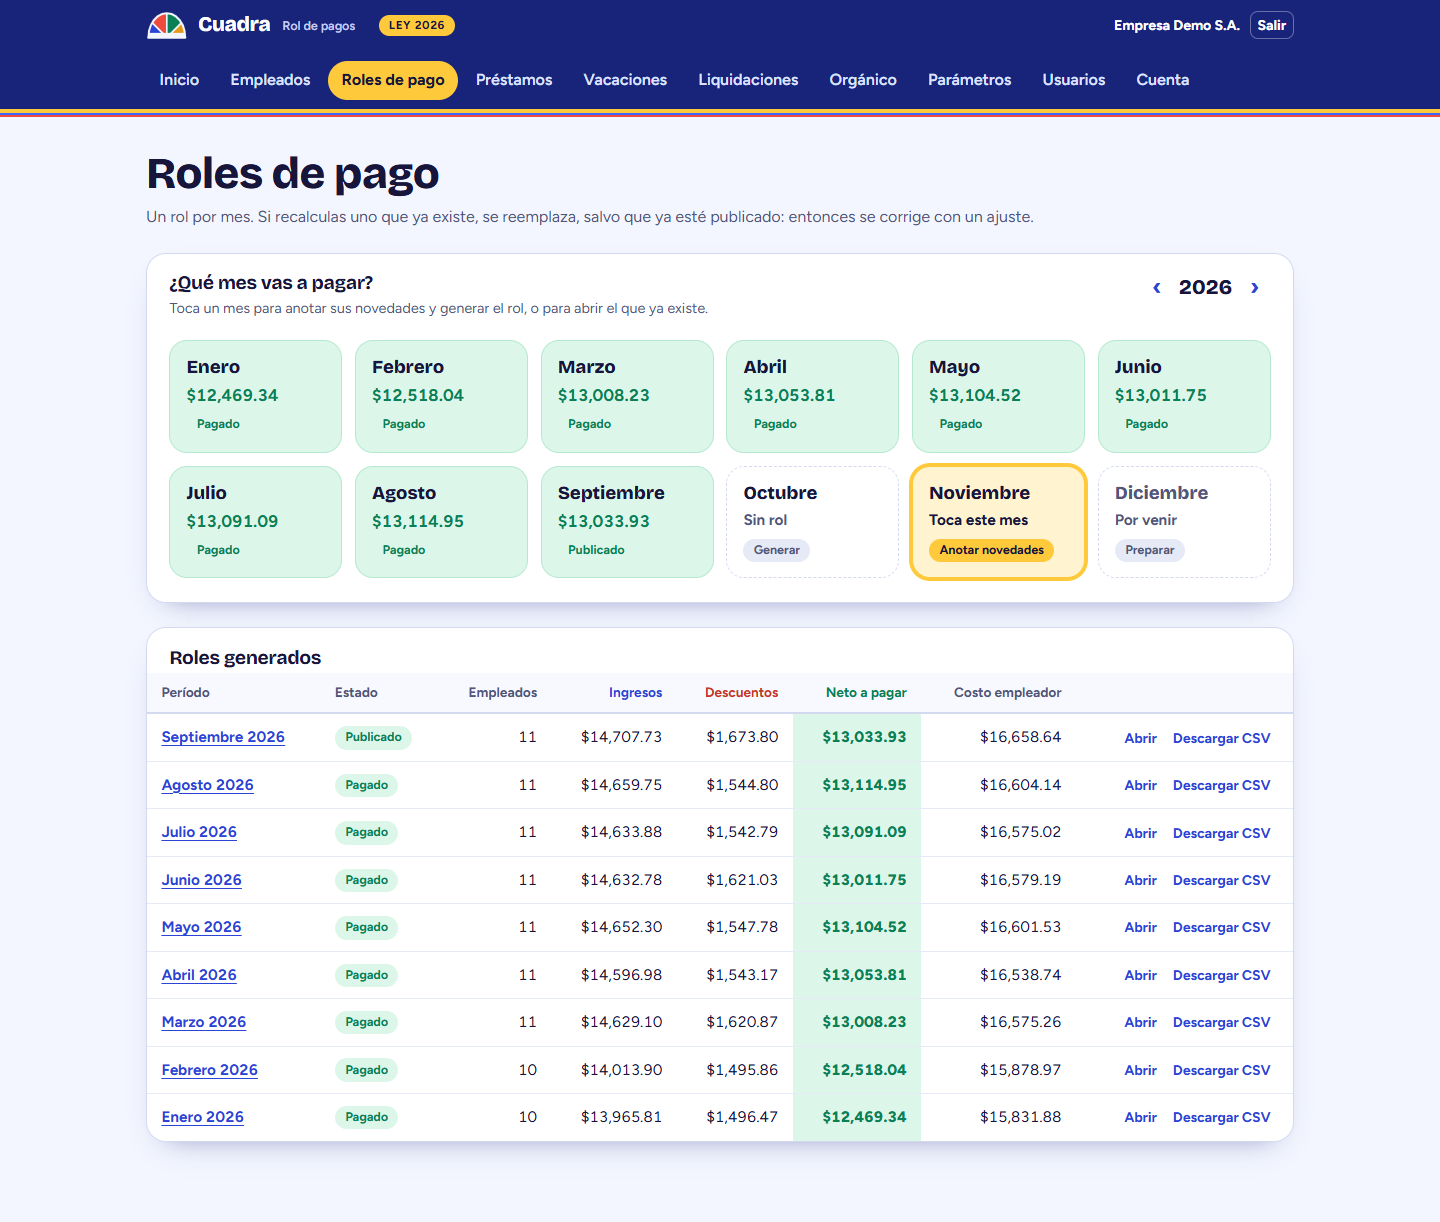 Cuadra Rol de pagos LEY 2026 Empresa Demo S.A. Salir
Inicio Empleados Roles de pago Préstamos Vacaciones Liquidaciones Orgánico Parámetros Usuarios Cuenta
Roles de pago
Un rol por mes. Si recalculas uno que ya existe, se reemplaza, salvo que ya esté publicado: entonces se corrige con un ajuste.
¿Qué mes vas a pagar?
‹ 2026 ›
Toca un mes para anotar sus novedades y generar el rol, o para abrir el que ya existe.
Enero Febrero Marzo Abril Mayo Junio
$12,469.34 $12,518.04 $13,008.23 $13,053.81 $13,104.52 $13,011.75
Pagado Pagado Pagado Pagado Pagado Pagado
Julio Agosto Septiembre Octubre Noviembre Diciembre
$13,091.09 $13,114.95 $13,033.93 Sin rol Toca este mes Por venir
Pagado Pagado Publicado Generar Anotar novedades Preparar
Roles generados
Período Estado Empleados Ingresos Descuentos Neto a pagar Costo empleador
Septiembre 2026 Publicado 11 $14,707.73 $1,673.80 $13,033.93 $16,658.64 Abrir Descargar CSV
Agosto 2026 Pagado 11 $14,659.75 $1,544.80 $13,114.95 $16,604.14 Abrir Descargar CSV
Julio 2026 Pagado 11 $14,633.88 $1,542.79 $13,091.09 $16,575.02 Abrir Descargar CSV
Junio 2026 Pagado 11 $14,632.78 $1,621.03 $13,011.75 $16,579.19 Abrir Descargar CSV
Mayo 2026 Pagado 11 $14,652.30 $1,547.78 $13,104.52 $16,601.53 Abrir Descargar CSV
Abril 2026 Pagado 11 $14,596.98 $1,543.17 $13,053.81 $16,538.74 Abrir Descargar CSV
Marzo 2026 Pagado 11 $14,629.10 $1,620.87 $13,008.23 $16,575.26 Abrir Descargar CSV
Febrero 2026 Pagado 10 $14,013.90 $1,495.86 $12,518.04 $15,878.97 Abrir Descargar CSV
Enero 2026 Pagado 10 $13,965.81 $1,496.47 $12,469.34 $15,831.88 Abrir Descargar CSV